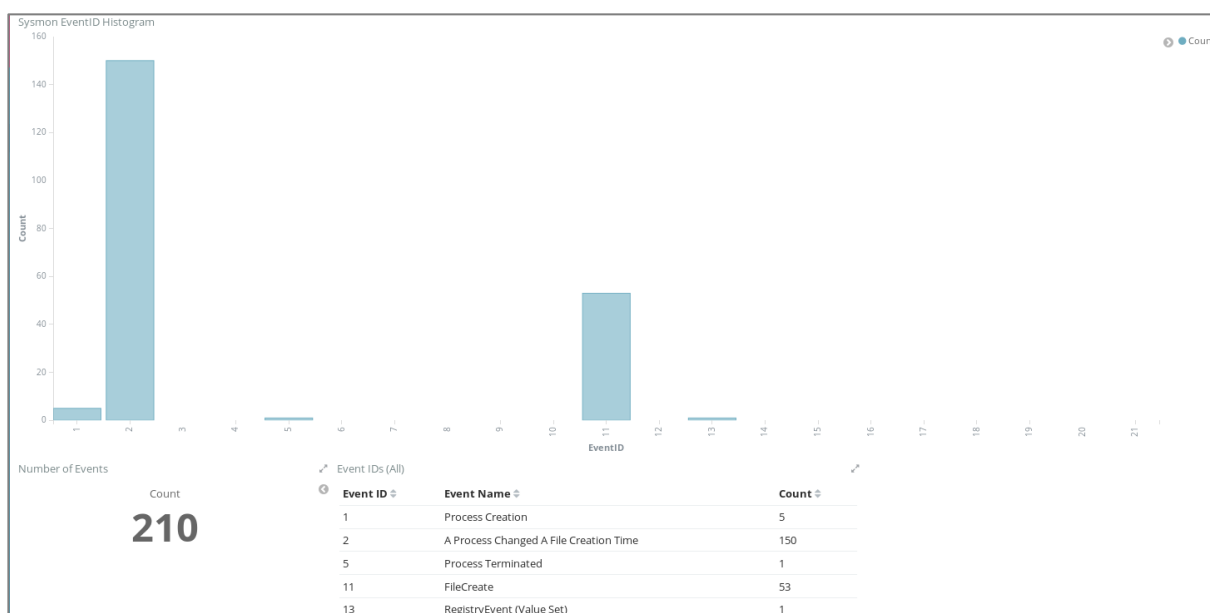 Sysmon EventID Histogram
160
Cour
140
120
100
80
60
40
20
0
Count
1 2 3 4 5 6 7 8 9 10 11 12 13 14 15 16 17 18 19 20 21
EventID
Number of Events
Count
210
Event IDs (All)
Event ID Event Name Count
1 Process Creation 5
2 A Process Changed A File Creation Time 150
5 Process Terminated 1
11 FileCreate 53
13 RegistryEvent (Value Set) 1